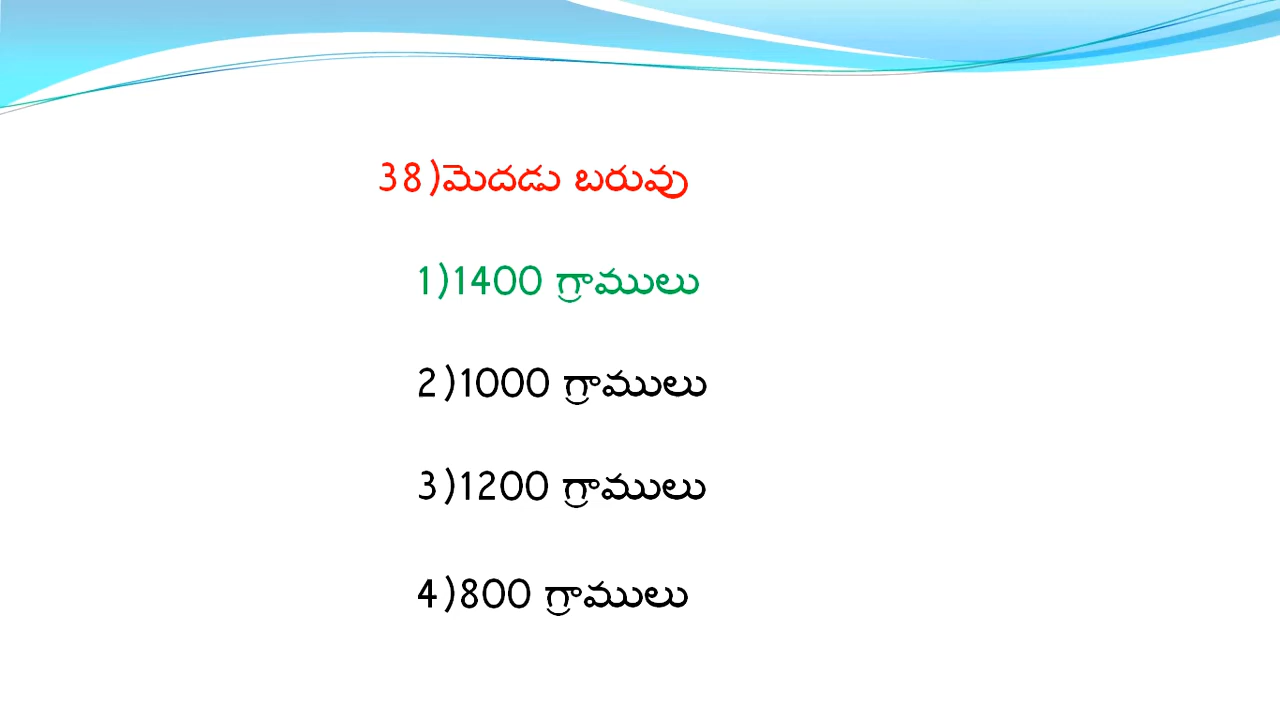 38)మెదడు బరువు
1)1400 గ్రాములు
2)1000 గ్రాములు
3)1200 గ్రాములు
4)800 గ్రాములు